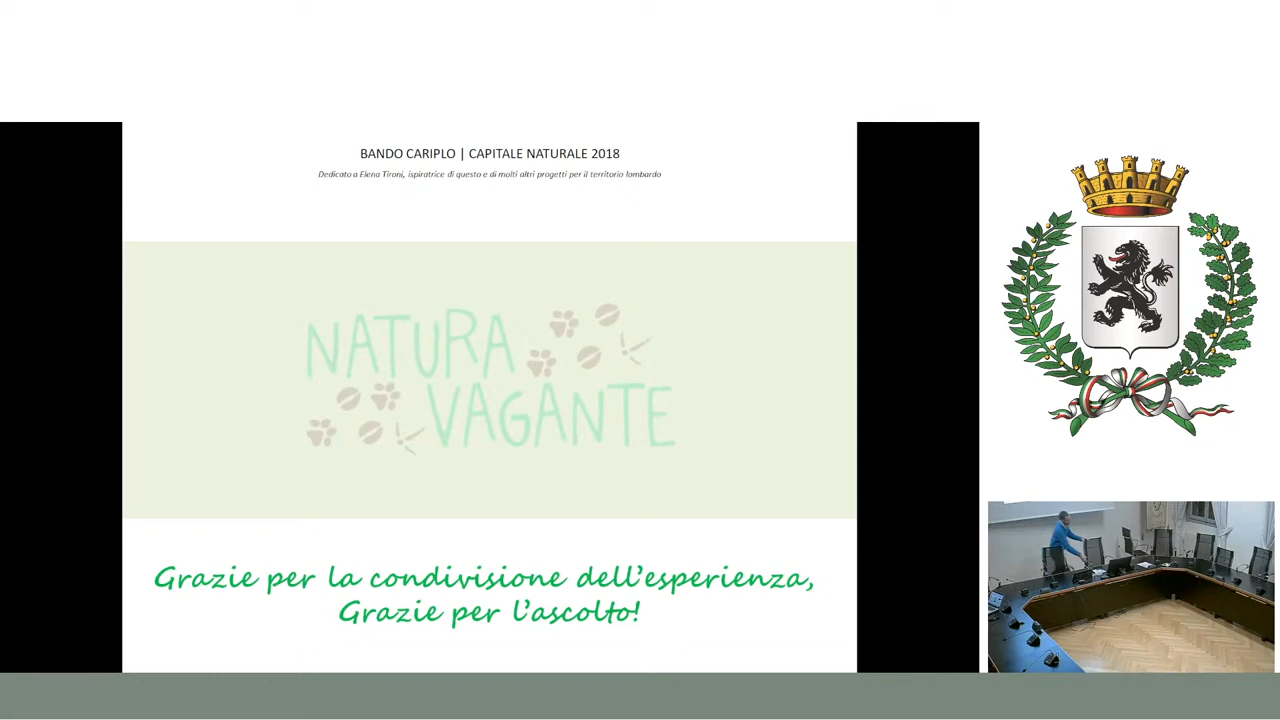 BANDO CARIPLO | CAPITALE NATURALE 2018
Dedicato a Elena Tironi, ispiratrice di questo e di molti altri progetti per il territorio lombardo
NATURA
VAGANTE
Grazie per la condivisione dell'esperienza,
Grazie per l'ascolto!